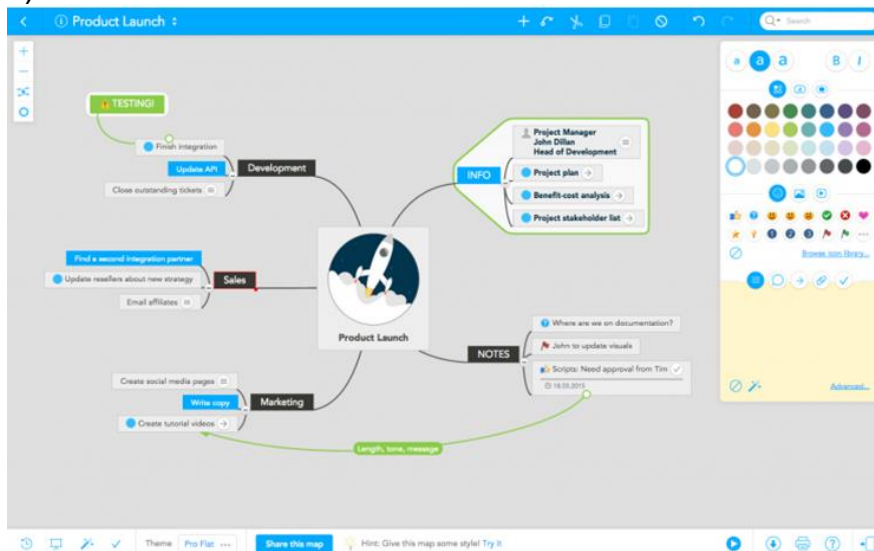 Product Launch
Search
a a a B I
TESTING!
Finish integration
Update API
Close outstanding tickets
Development
INFO
Project Manager
John Dillan
Head of Development
Project plan
Benefit-cost analysis
Project stakeholder list
Find a second integration partner
Update resellers about new strategy
Email affiliates
Sales
Product Launch
NOTES
Where are we on documentation?
John to update visuals
Scripts: Need approval from Tim
18.05.2015
Create social media pages
Write copy
Create tutorial videos
Marketing
Length, tone, message
Browse icon library...
Advanced...
Theme Pro Flat
Share this map
Hint: Give this map some style! Try it